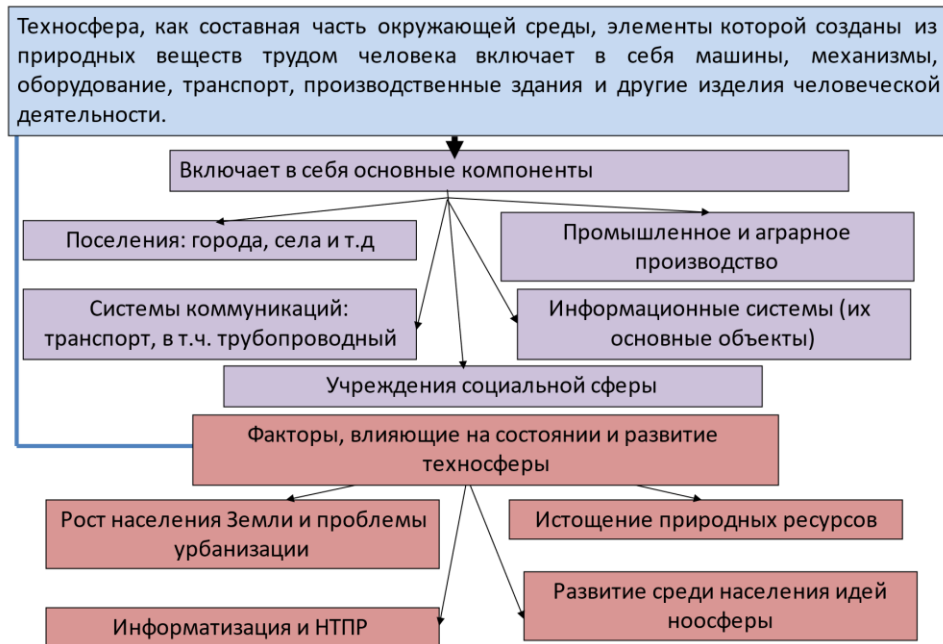 Техносфера, как составная часть окружающей среды, элементы которой созданы из
природных веществ трудом человека включает в себя машины, механизмы,
оборудование, транспорт, производственные здания и другие изделия человеческой
деятельности.
Включает в себя основные компоненты
Поселения: города, села и т.д
Промышленное и аграрное
производство
Системы коммуникаций:
транспорт, в т.ч. трубопроводный
Информационные системы (их
основные объекты)
Учреждения социальной сферы
Факторы, влияющие на состоянии и развитие
техносферы
Рост населения Земли и проблемы
урбанизации
Истощение природных ресурсов
Информатизация и НТПР
Развитие среди населения идей
ноосферы